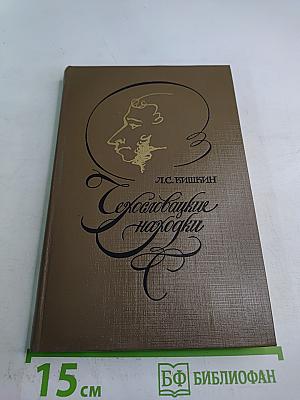 Л.С.КИШКИН
Чехословацкие
находки
15 см
БФ БИБЛИОФАН